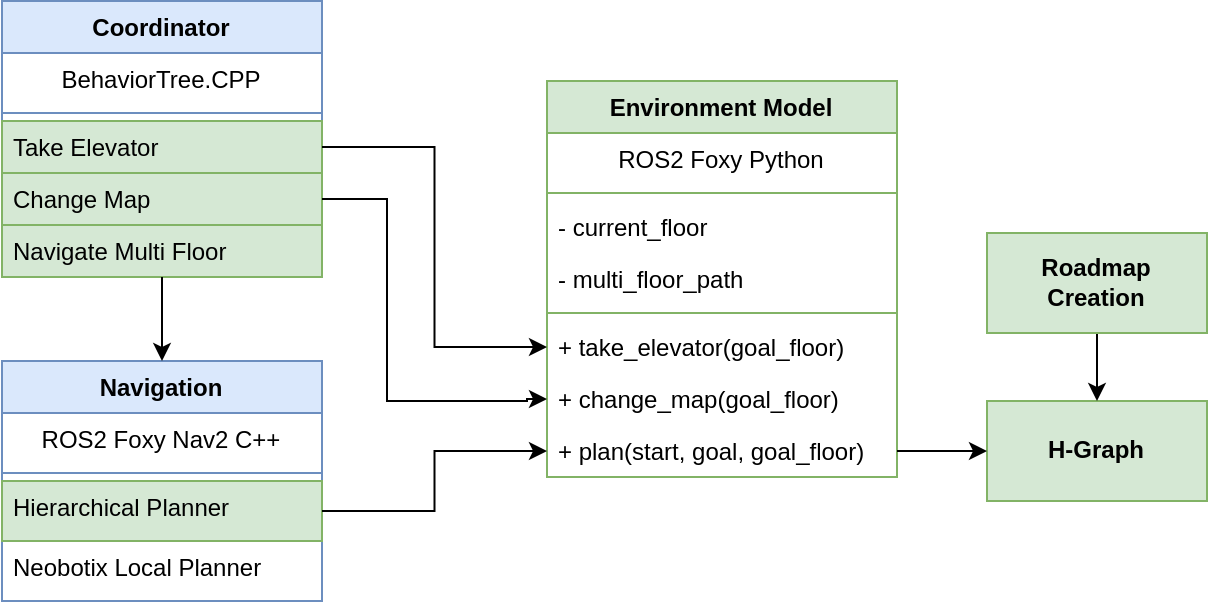 Coordinator
BehaviorTree.CPP
Take Elevator
Change Map
Navigate Multi Floor
Navigation
ROS2 Foxy Nav2 C++
Hierarchical Planner
Neobotix Local Planner
Environment Model
ROS2 Foxy Python
- current_floor
- multi_floor_path
+ take_elevator(goal_floor)
+ change_map(goal_floor)
+ plan(start, goal, goal_floor)
Roadmap
Creation
H-Graph